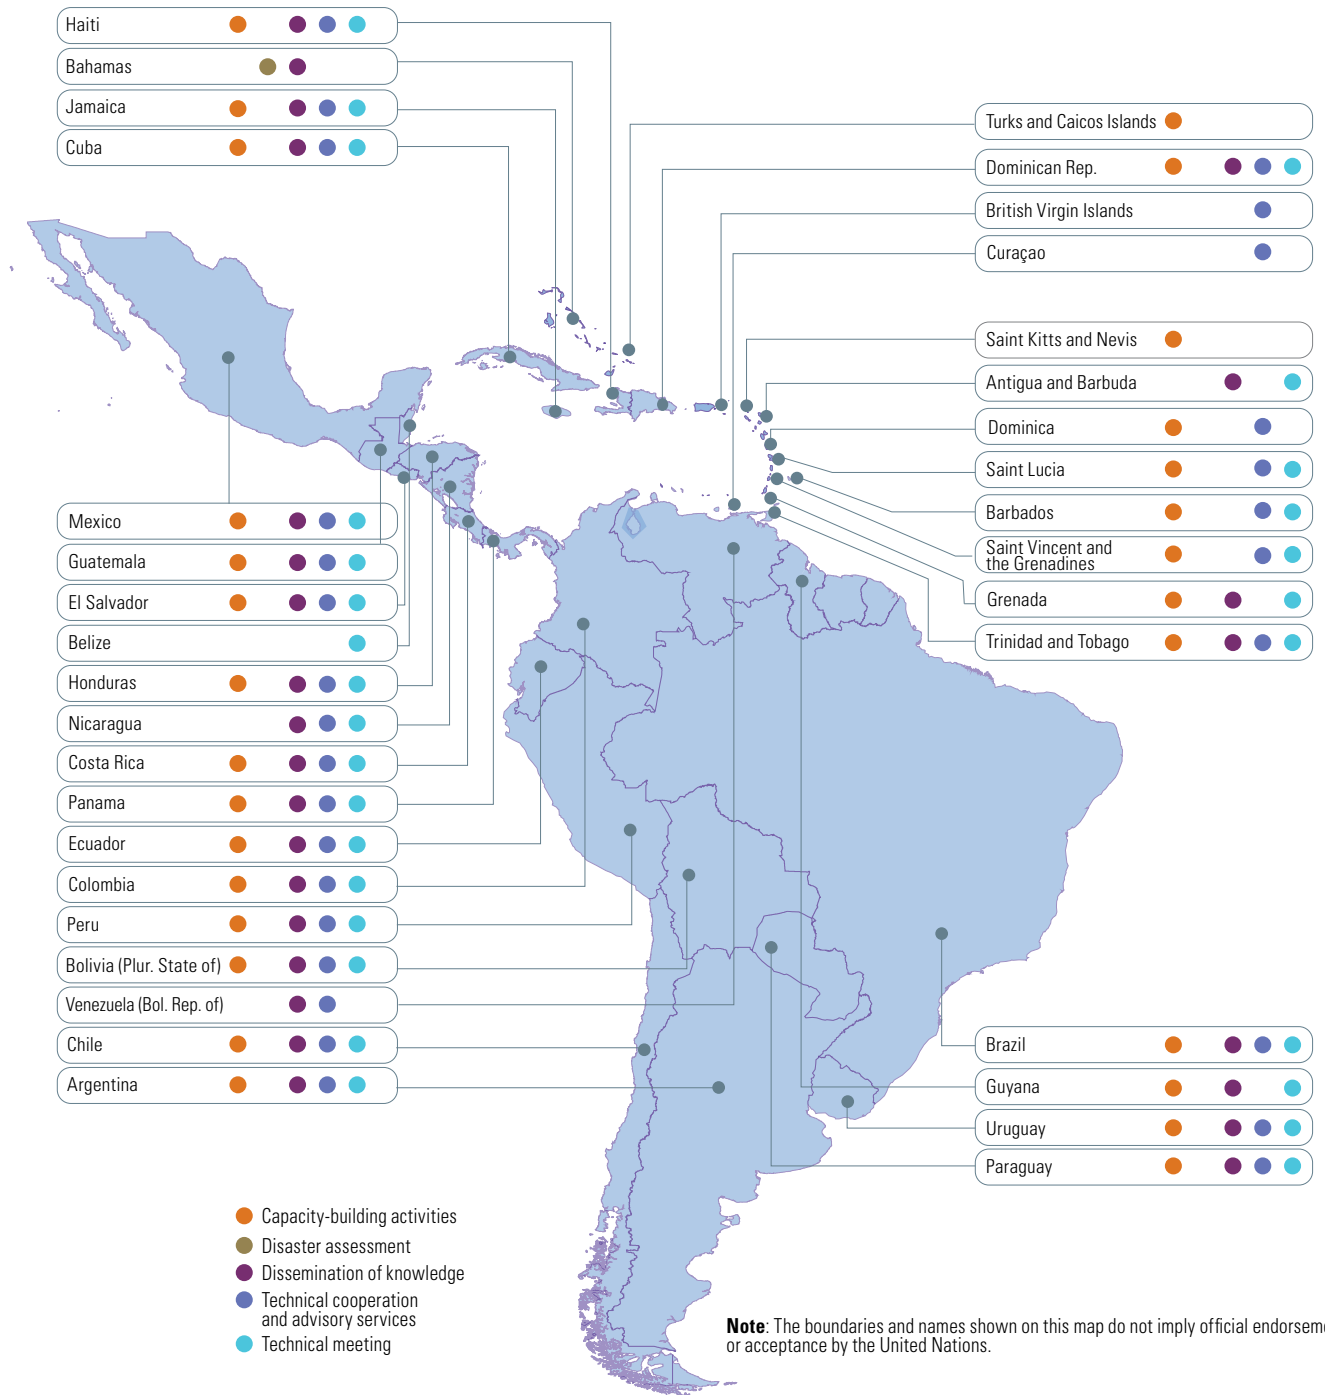 Haiti
Bahamas
Jamaica
Cuba
Turks and Caicos Islands
Dominican Rep.
British Virgin Islands
Curaçao
Saint Kitts and Nevis
Antigua and Barbuda
Dominica
Saint Lucia
Barbados
Saint Vincent and
the Grenadines
Grenada
Trinidad and Tobago
Mexico
Guatemala
El Salvador
Belize
Honduras
Nicaragua
Costa Rica
Panama
Ecuador
Colombia
Peru
Bolivia (Plur. State of)
Venezuela (Bol. Rep. of)
Chile
Argentina
Brazil
Guyana
Uruguay
Paraguay
Capacity-building activities
Disaster assessment
Dissemination of knowledge
Technical cooperation
and advisory services
Technical meeting
Note: The boundaries and names shown on this map do not imply official endorseme
or acceptance by the United Nations.